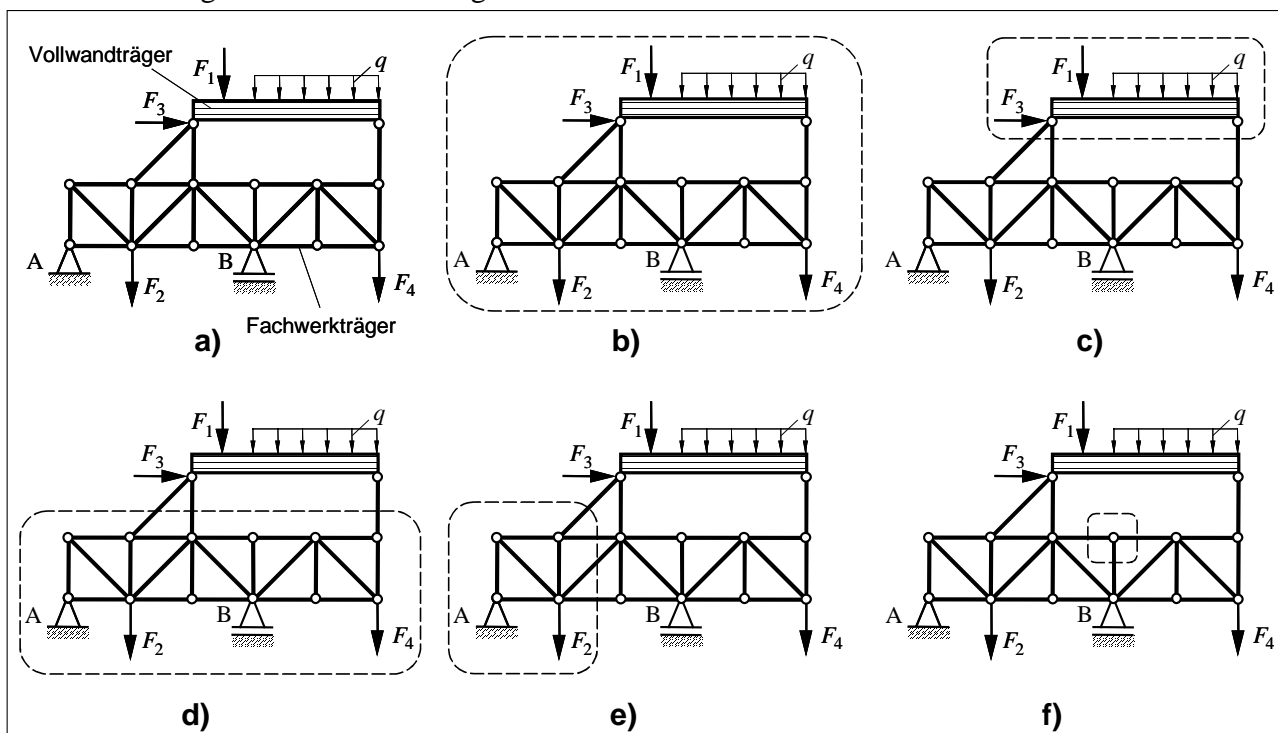 Vollwandträger
F1
q
F3
A
B
F2
F4
Fachwerkträger
a)
F1
q
F3
A
B
F2
F4
b)
F1
q
F3
A
B
F2
F4
c)
F1
q
F3
A
B
F2
F4
d)
F1
q
F3
A
B
F2
F4
e)
F1
q
F3
A
B
F2
F4
f)